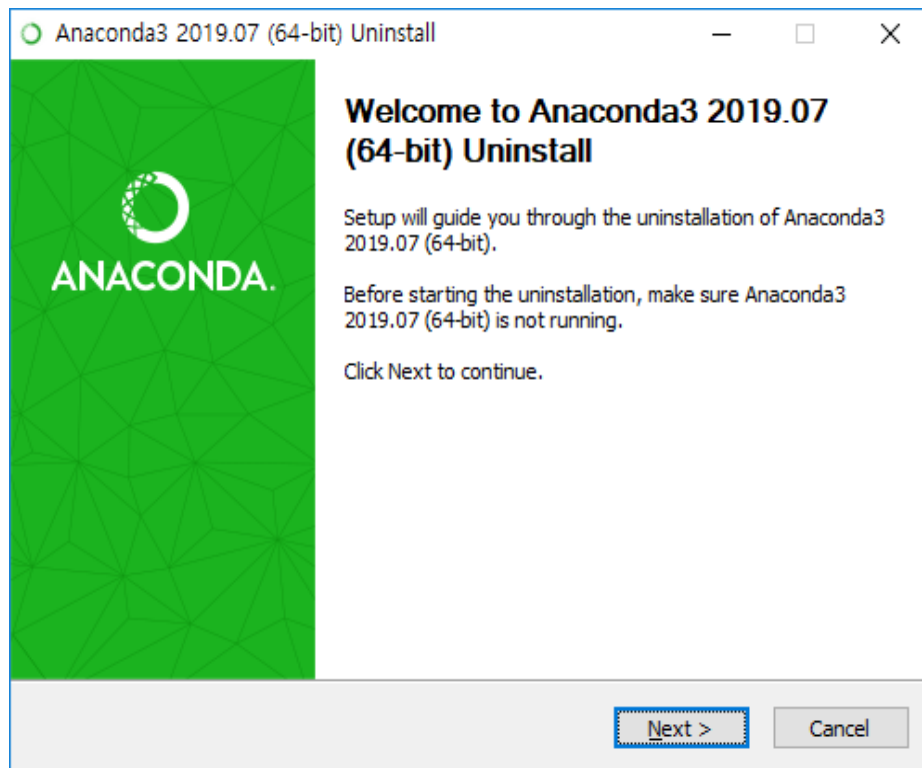 Anaconda3 2019.07 (64-bit) Uninstall
ANACONDA.
Welcome to Anaconda3 2019.07
(64-bit) Uninstall
Setup will guide you through the uninstallation of Anaconda3
2019.07 (64-bit).
Before starting the uninstallation, make sure Anaconda3
2019.07 (64-bit) is not running.
Click Next to continue.
Next >
Cancel